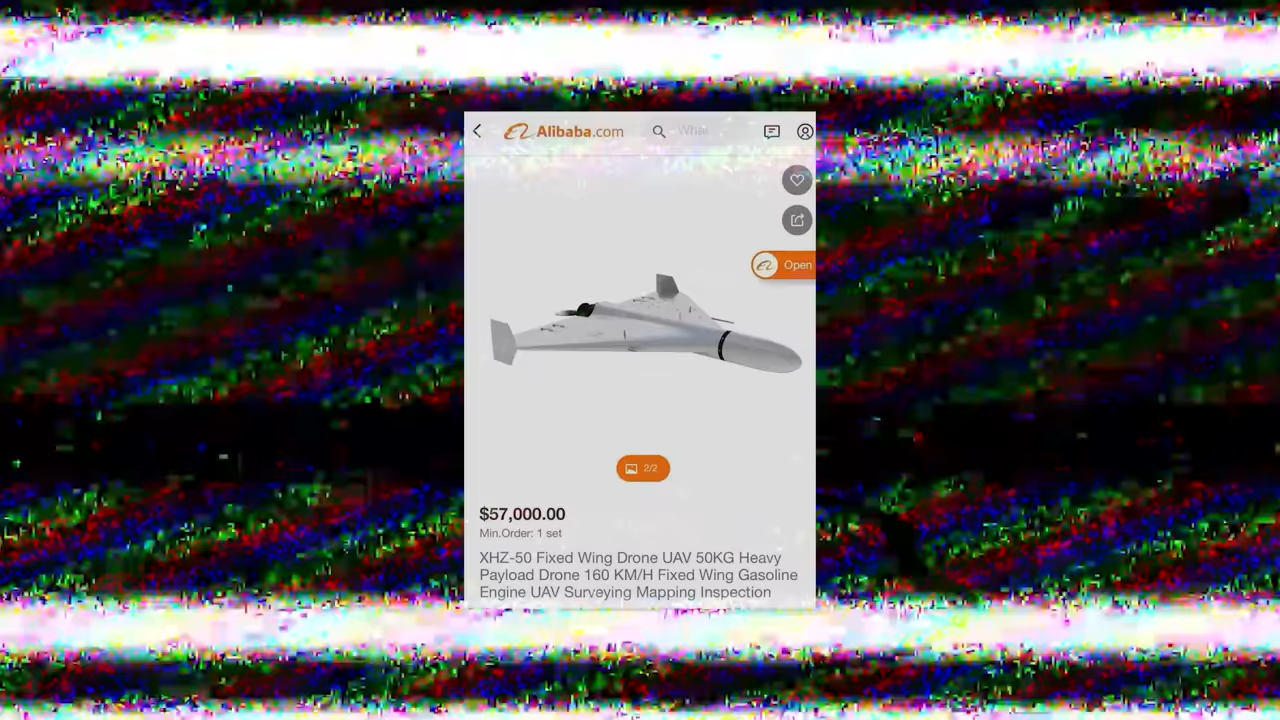 Alibaba.com
What
Open
2/2
$57,000.00
Min.Order: 1 set
XHZ-50 Fixed Wing Drone UAV 50KG Heavy
Payload Drone 160 KM/H Fixed Wing Gasoline
Engine UAV Surveying Mapping Inspection